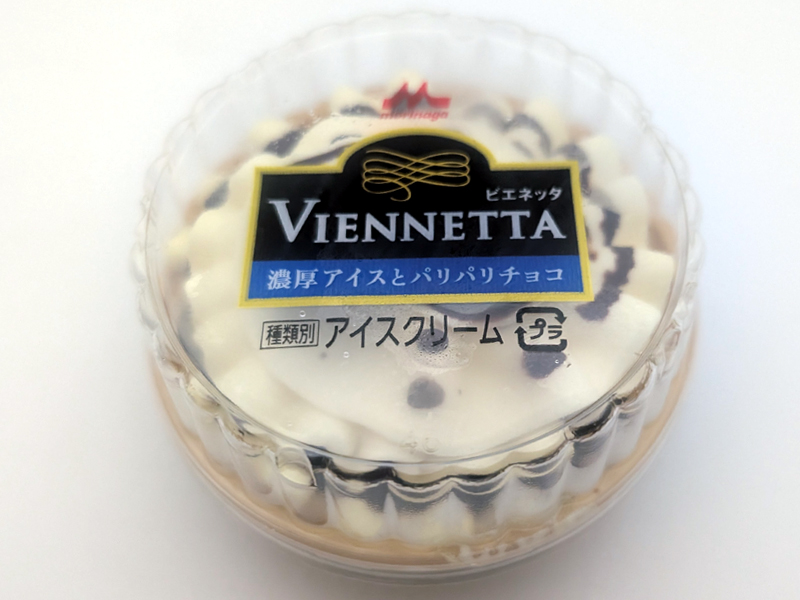 morinaga
ビエネッタ
VIENNETTA
濃厚アイスとパリパリチョコ
種類別 アイスクリーム プラ